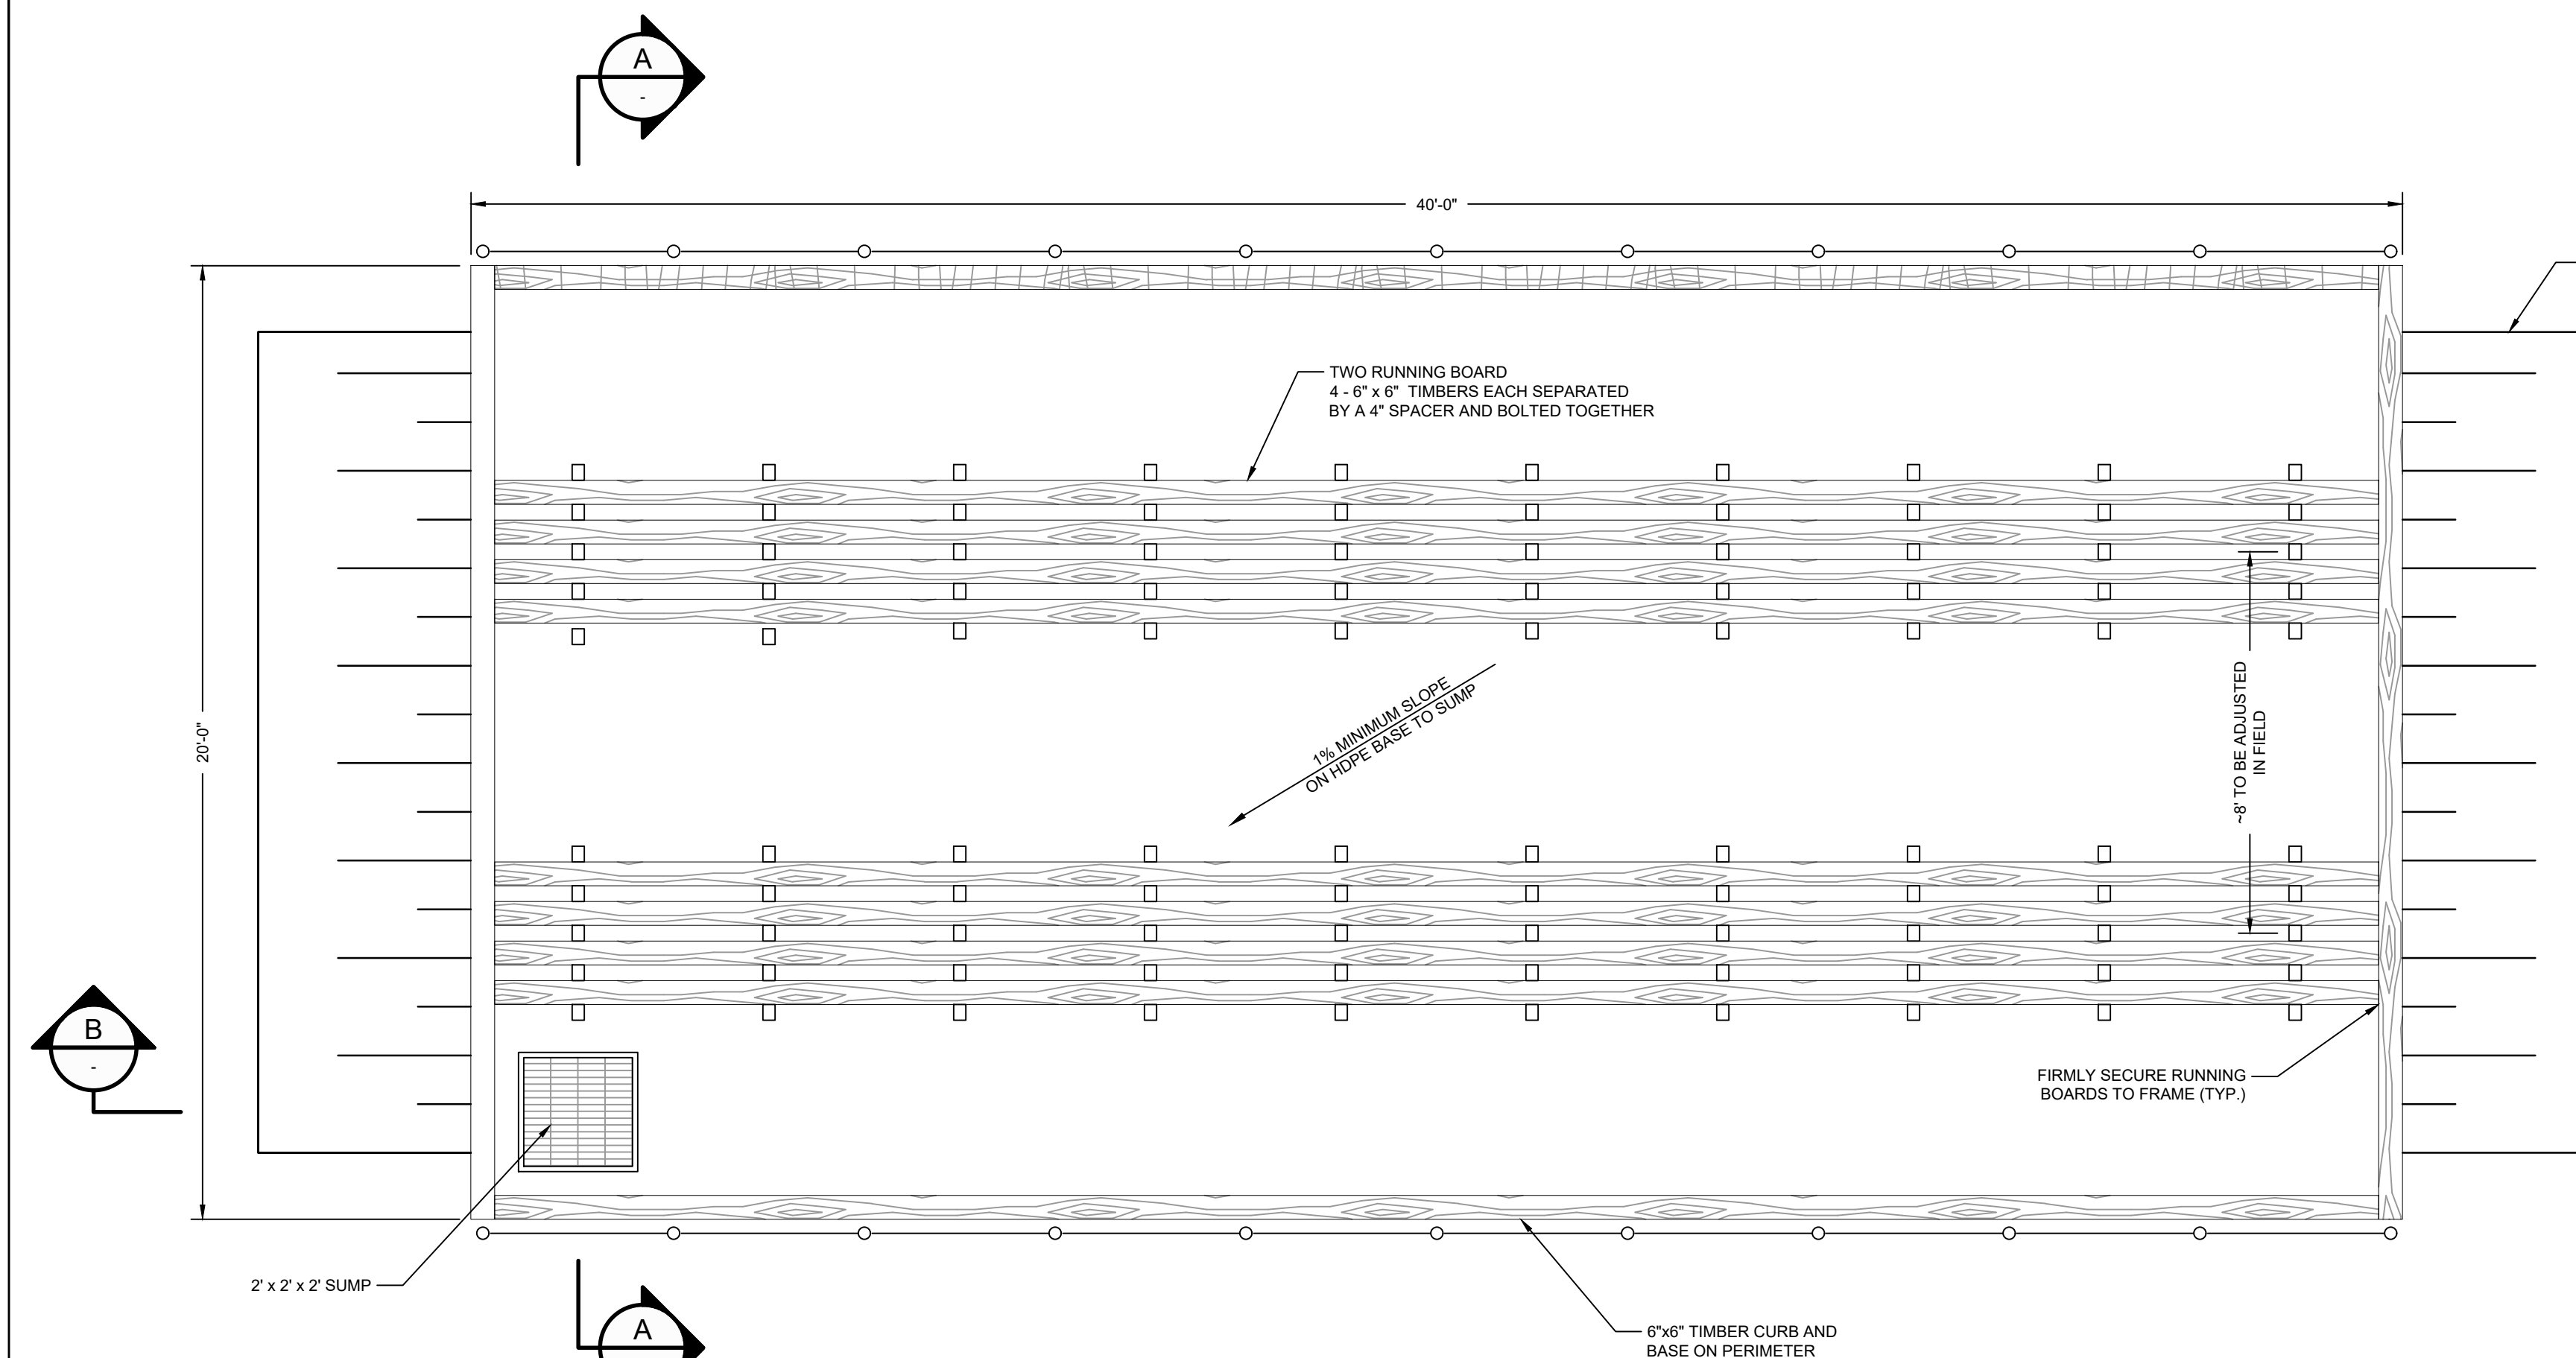 A
-
40'-0"
TWO RUNNING BOARD
4 - 6" x 6" TIMBERS EACH SEPARATED
BY A 4" SPACER AND BOLTED TOGETHER
20'-0"
1% MINIMUM SLOPE
ON HDPE BASE TO SUMP
~8' TO BE ADJUSTED
IN FIELD
B
-
FIRMLY SECURE RUNNING
BOARDS TO FRAME (TYP.)
2' x 2' x 2' SUMP
A
6"x6" TIMBER CURB AND
BASE ON PERIMETER